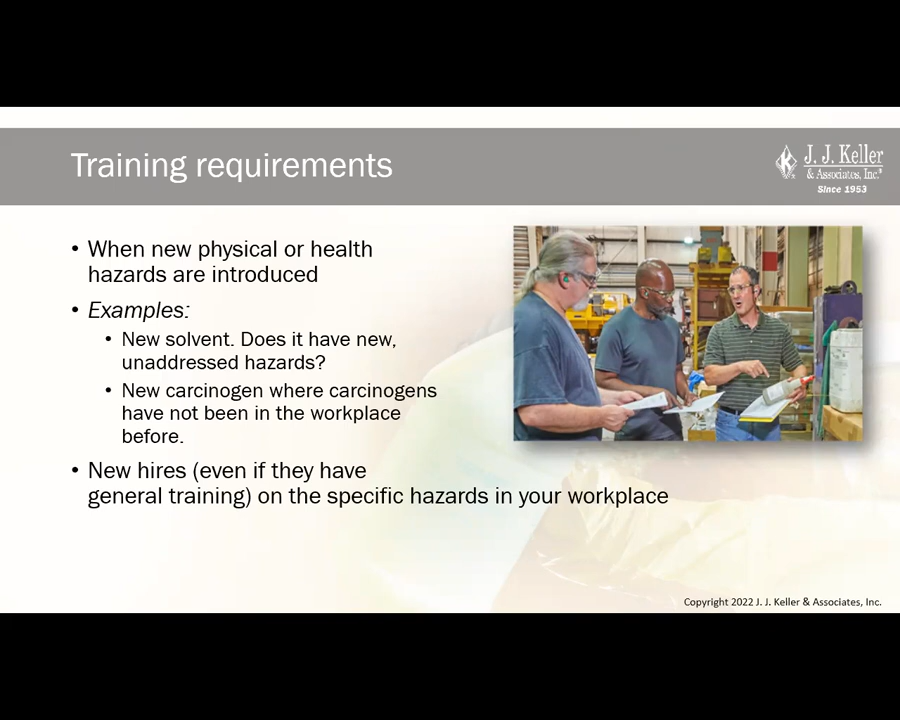 Training requirements
J. J. Keller
& Associates, Inc.®
Since 1953
• When new physical or health
hazards are introduced
• Examples:
• New solvent. Does it have new,
unaddressed hazards?
• New carcinogen where carcinogens
have not been in the workplace
before.
• New hires (even if they have
general training) on the specific hazards in your workplace
Copyright 2022 J. J. Keller & Associates, Inc.